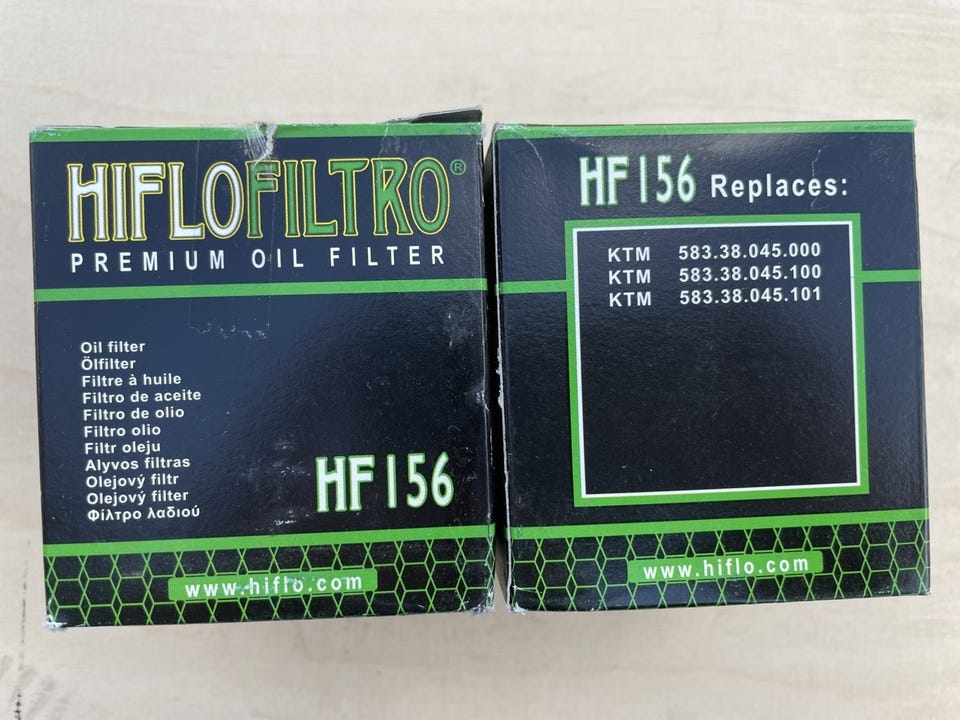 HIFLOFILTRO®
PREMIUM OIL FILTER
Oil filter
Ölfilter
Filtre à huile
Filtro de aceite
Filtro de olio
Filtro olio
Filtr oleju
Alyvos filtras
Olejový filtr
Olejový filter
Φίλτρο λαδιού
HF156
www.hiflo.com
HF156 Replaces:
KTM 583.38.045.000
KTM 583.38.045.100
KTM 583.38.045.101
www.hiflo.com